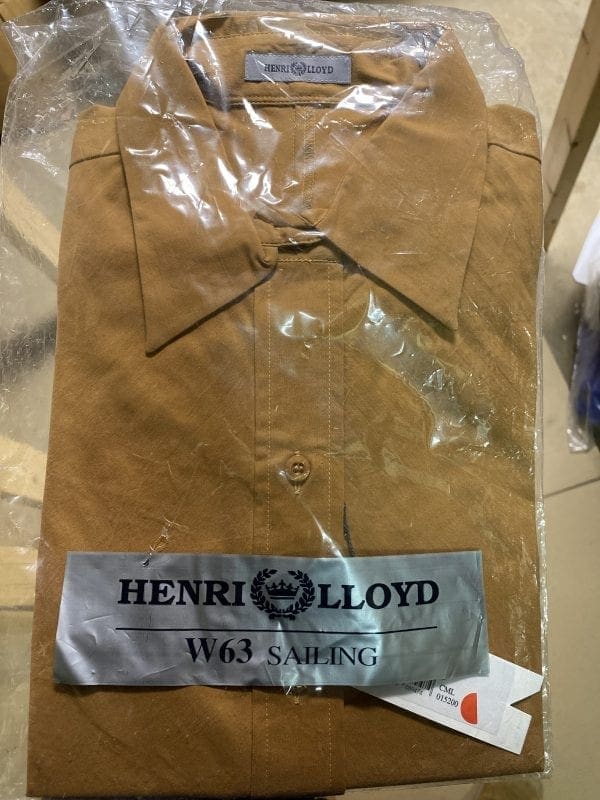 HENRI LLOYD
HENRI LLOYD
W63 SAILING
CML
015200